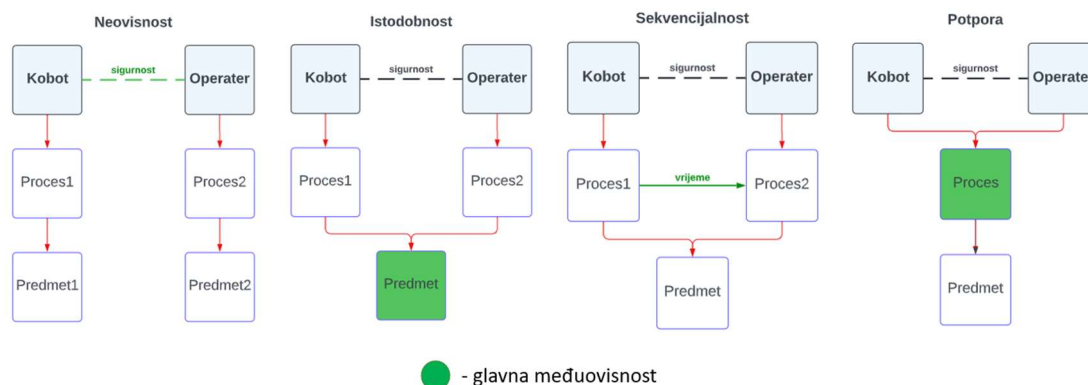 Neovisnost
Kobot
sigurnost
Operater
Proces1
Proces2
Predmet1
Predmet2
Istodobnost
Kobot
sigurnost
Operater
Proces1
Proces2
Predmet
Sekvencijalnost
Kobot
sigurnost
Operater
Proces1
vrijeme
Proces2
Predmet
Potpora
Kobot
sigurnost
Operater
Proces
Predmet
- glavna međuovisnost